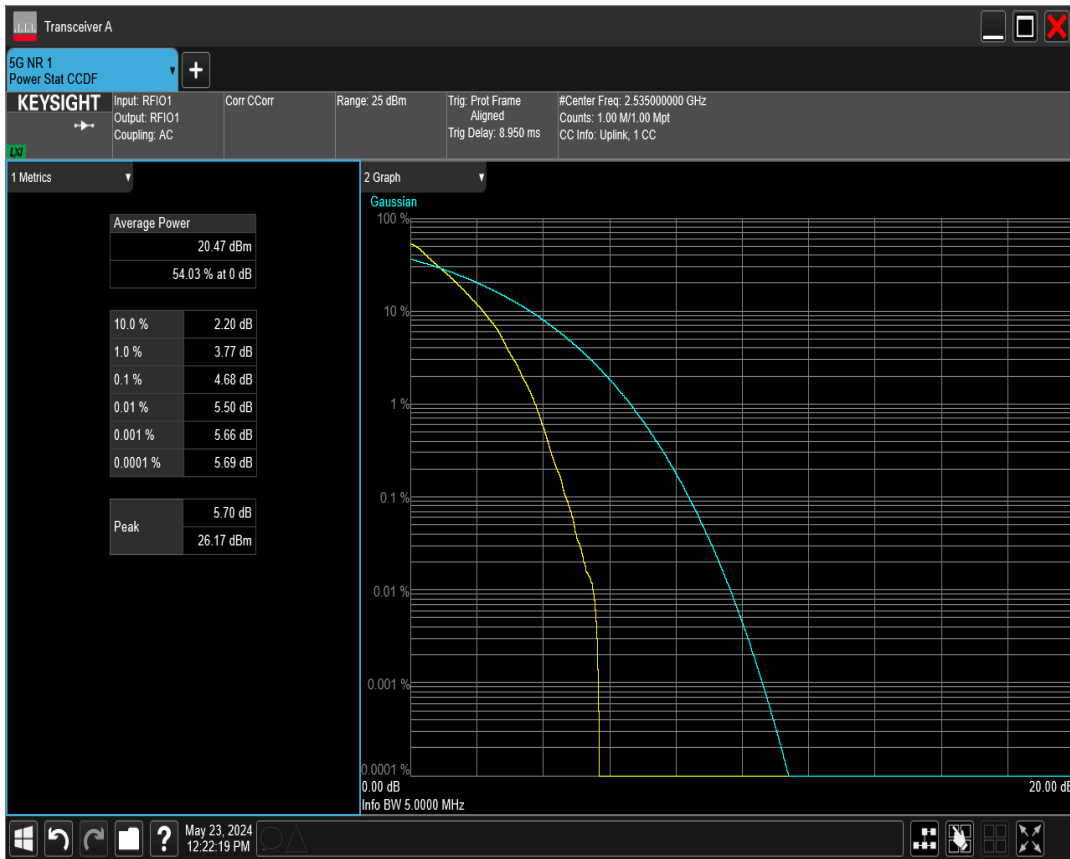 Transceiver A
5G NR 1
Power Stat CCDF
KEYSIGHT
LXI
Input: RFIO1
Output: RFIO1
Coupling: AC
Corr CCorr
Range: 25 dBm
Trig: Prot Frame
Aligned
Trig Delay: 8.950 ms
#Center Freq: 2.535000000 GHz
Counts: 1.00 M/1.00 Mpt
CC Info: Uplink, 1 CC
1 Metrics
Average Power
20.47 dBm
54.03 % at 0 dB
10.0 % 2.20 dB
1.0 % 3.77 dB
0.1 % 4.68 dB
0.01 % 5.50 dB
0.001 % 5.66 dB
0.0001 % 5.69 dB
Peak
5.70 dB
26.17 dBm
2 Graph
Gaussian
100 %
10 %
1 %
0.1 %
0.01 %
0.001 %
0.0001 %
0.00 dB 20.00 dB
Info BW 5.0000 MHz
May 23, 2024
12:22:19 PM